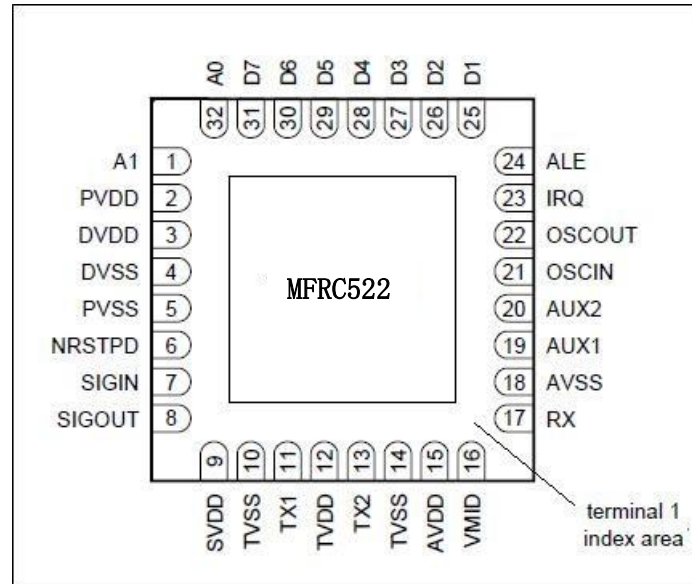 A0 D7 D6 D5 D4 D3 D2 D1
32 31 30 29 28 27 26 25
A1 1 24 ALE
PVDD 2 23 IRQ
DVDD 3 22 OSCOUT
DVSS 4 21 OSCIN
MFRC522
PVSS 5 20 AUX2
NRSTPD 6 19 AUX1
SIGIN 7 18 AVSS
SIGOUT 8 17 RX
9 10 11 12 13 14 15 16
SVDD TVSS TX1 TVDD TX2 TVSS AVDD VMID
terminal 1
index area